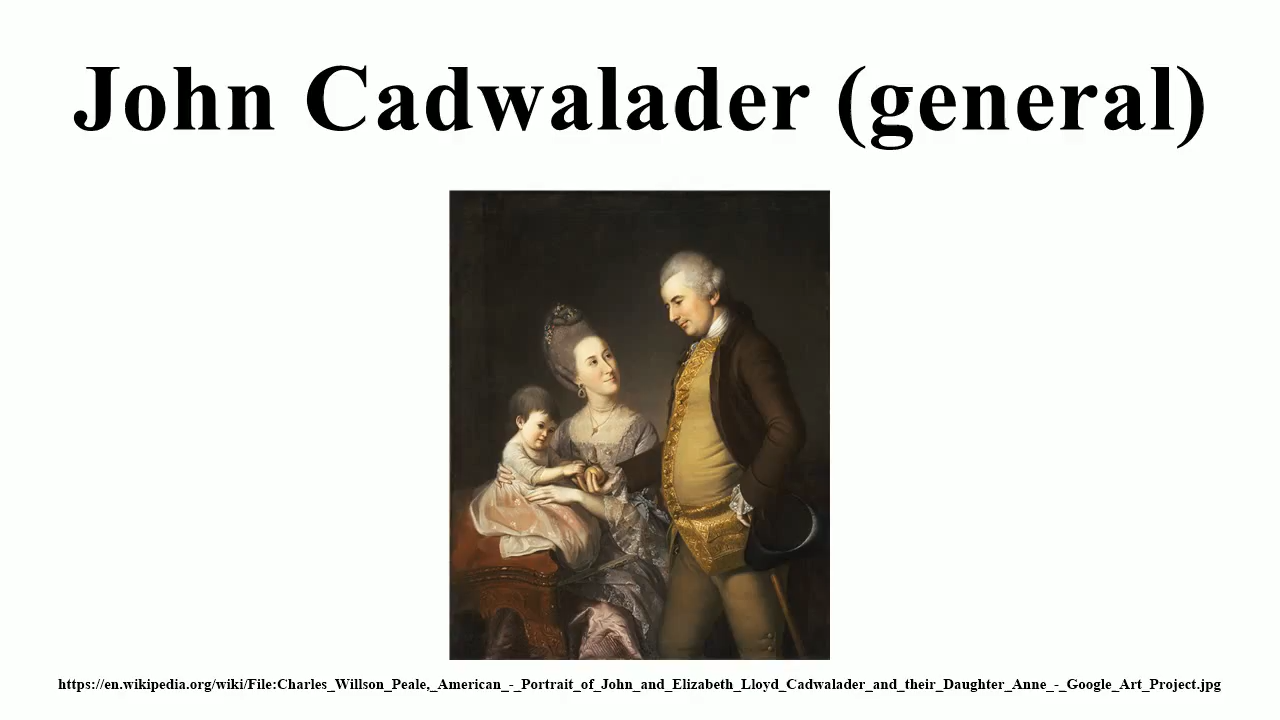 John Cadwalader (general)
https://en.wikipedia.org/wiki/File:Charles_Willson_Peale,_American_-_Portrait_of_John_and_Elizabeth_Lloyd_Cadwalader_and_their_Daughter_Anne_-_Google_Art_Project.jpg